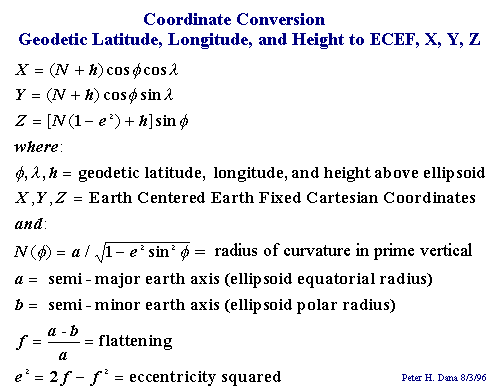 Coordinate Conversion
Geodetic Latitude, Longitude, and Height to ECEF, X, Y, Z
X = (N + h) cos ϕ cos λ
Y = (N + h) cos ϕ sin λ
Z = [N (1 − e²) + h] sin ϕ
where:
ϕ, λ, h = geodetic latitude, longitude, and height above ellipsoid
X, Y, Z = Earth Centered Earth Fixed Cartesian Coordinates
and:
N (ϕ) = a / √(1 − e² sin² ϕ) = radius of curvature in prime vertical
a = semi - major earth axis (ellipsoid equatorial radius)
b = semi - minor earth axis (ellipsoid polar radius)
f = (a - b) / a = flattening
e² = 2 f − f² = eccentricity squared
Peter H. Dana 8/3/96